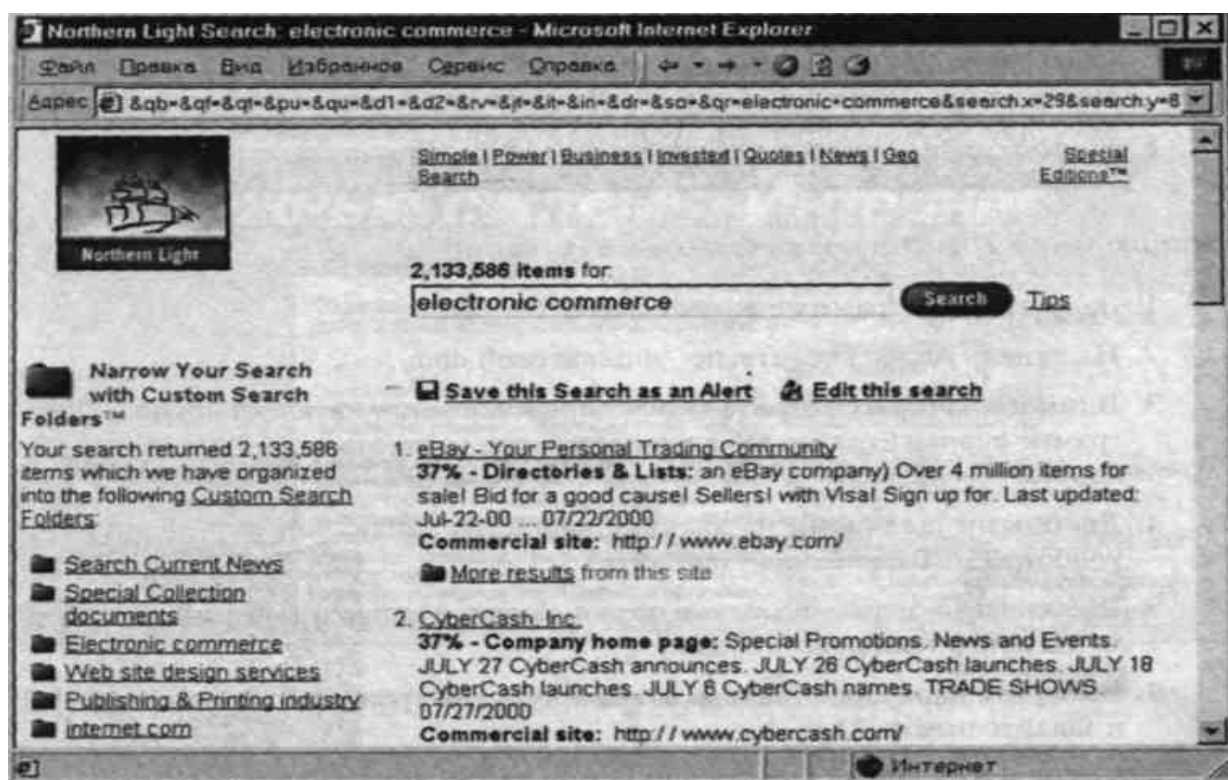 Northern Light Search: electronic commerce - Microsoft Internet Explorer
Файл Правка Вид Избранное Сервис Справка
Адрес &qb=&qf=&qt=&pu=&qu=&d1=&d2=&rv=&jf=&it=&in=&dr=&so=&qr=electronic+commerce&search.x=29&search.y=8
Simple | Power | Business | Invested | Quotes | News | Geo
Search
Special
Editions™
Northern Light
2,133,586 items for:
electronic commerce
Search
Tips
Narrow Your Search
with Custom Search
Folders™
Your search returned 2,133,586
items which we have organized
into the following Custom Search
Folders:
Search Current News
Special Collection
documents
Electronic commerce
Web site design services
Publishing & Printing industry
internet.com
Save this Search as an Alert Edit this search
1. eBay - Your Personal Trading Community
37% - Directories & Lists: an eBay company) Over 4 million items for
sale! Bid for a good cause! Sellers! with Visa! Sign up for. Last updated:
Jul-22-00 ... 07/22/2000
Commercial site: http://www.ebay.com/
More results from this site
2. CyberCash, Inc.
37% - Company home page: Special Promotions. News and Events.
JULY 27 CyberCash announces. JULY 26 CyberCash launches. JULY 18
CyberCash launches. JULY 6 CyberCash names. TRADE SHOWS.
07/27/2000
Commercial site: http://www.cybercash.com/
Интернет